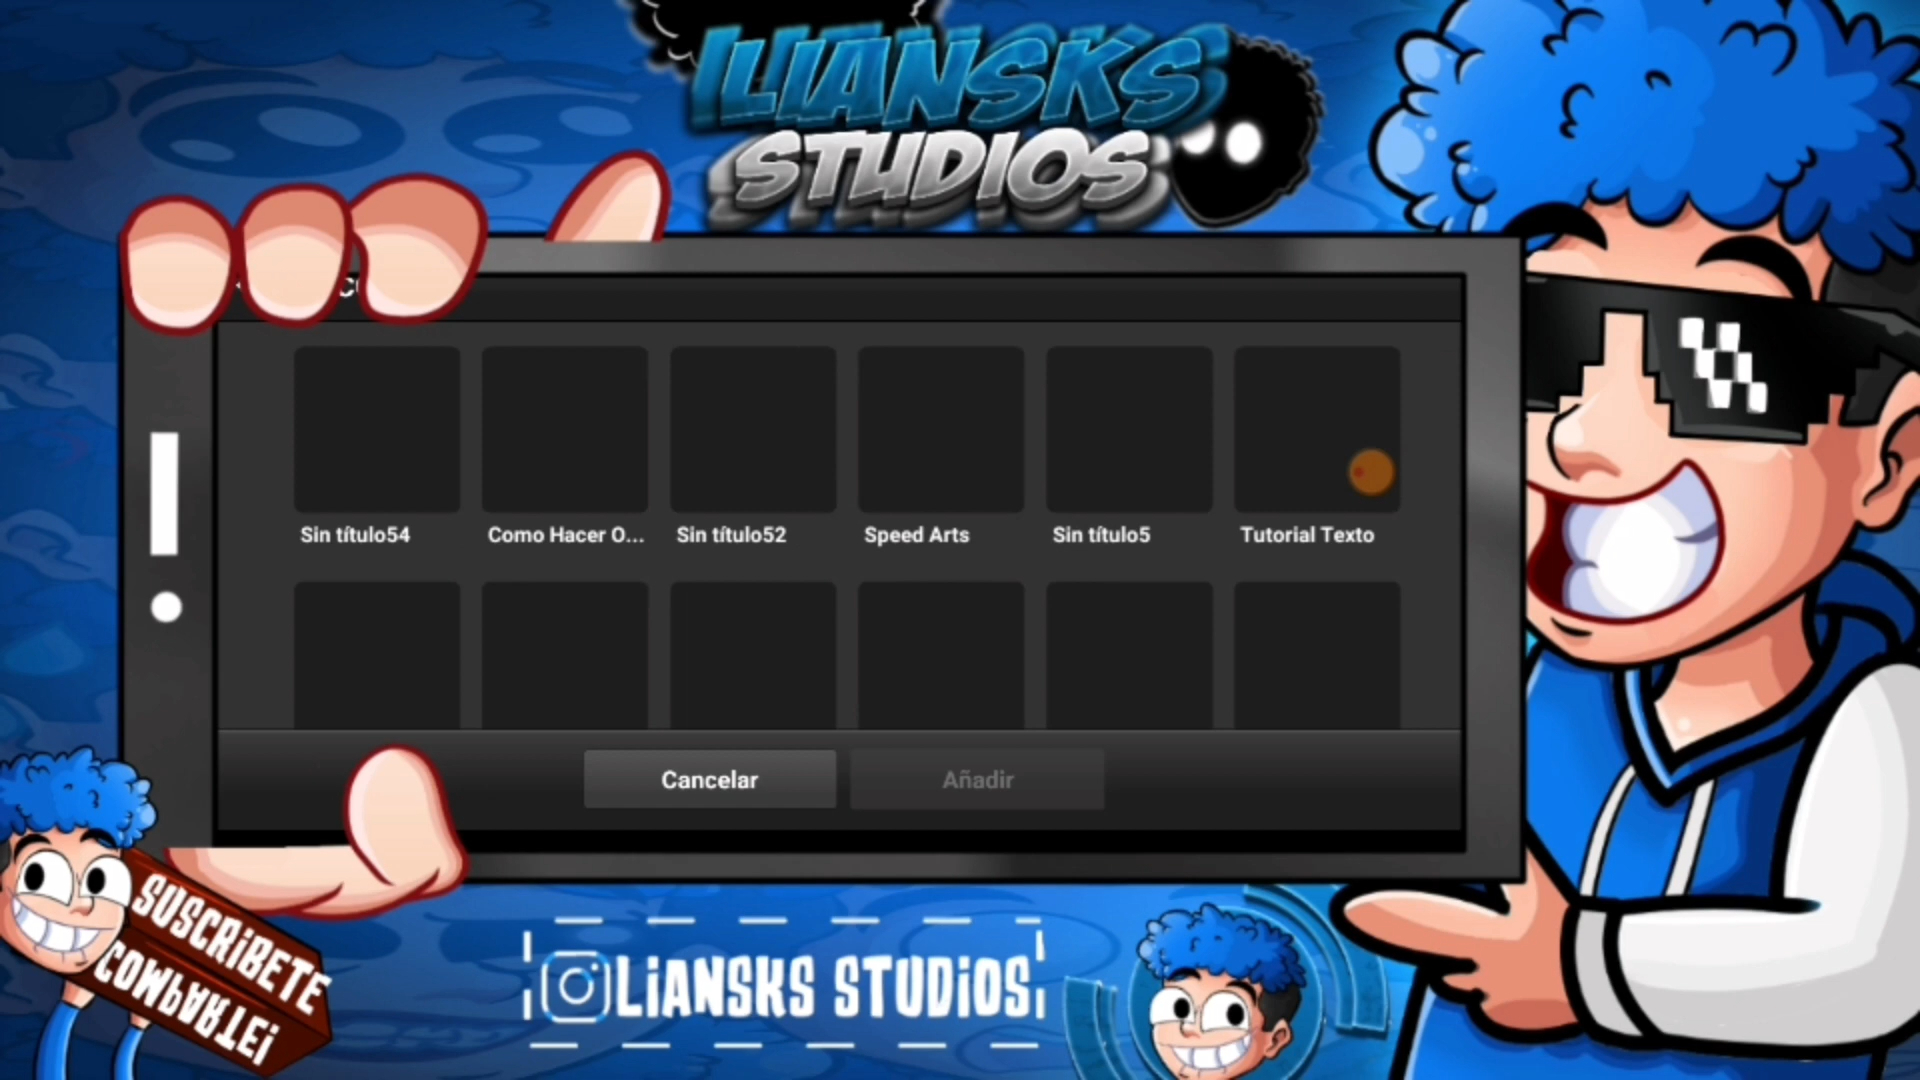 LIANSKS
STUDIOS
Sin título54
Como Hacer O...
Sin título52
Speed Arts
Sin título5
Tutorial Texto
Cancelar
Añadir
SUSCRiBETE
COMPARTE¡
LiANSKS STUDiOS